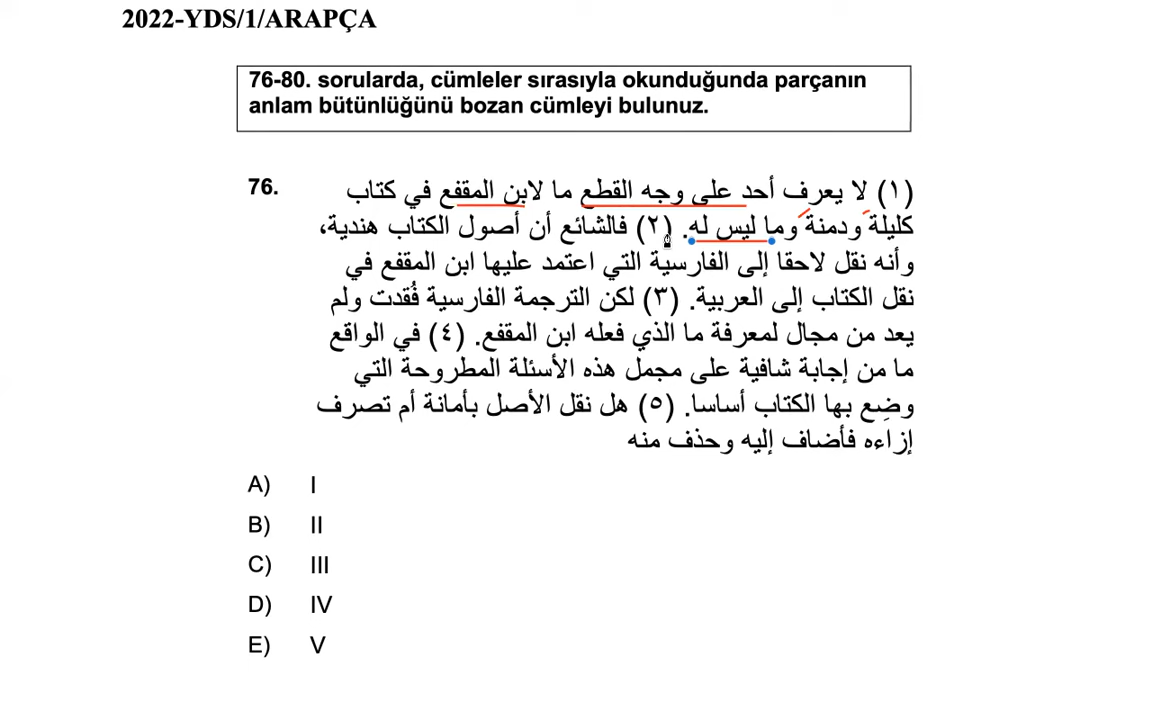 2022-YDS/1/ARAPÇA
76-80. sorularda, cümleler sırasıyla okunduğunda parçanın
anlam bütünlüğünü bozan cümleyi bulunuz.
76.
(١) لا يعرف أحد على وجه القطع ما لابن المقفع في كتاب
كليلة ودمنة وما ليس له. (٢) فالشائع أن أصول الكتاب هندية،
وأنه نقل لاحقا إلى الفارسية التي اعتمد عليها ابن المقفع في
نقل الكتاب إلى العربية. (٣) لكن الترجمة الفارسية فُقدت ولم
يعد من مجال لمعرفة ما الذي فعله ابن المقفع. (٤) في الواقع
ما من إجابة شافية على مجمل هذه الأسئلة المطروحة التي
وضِع بها الكتاب أساسا. (٥) هل نقل الأصل بأمانة أم تصرف
إزاءه فأضاف إليه وحذف منه
A) I
B) II
C) III
D) IV
E) V